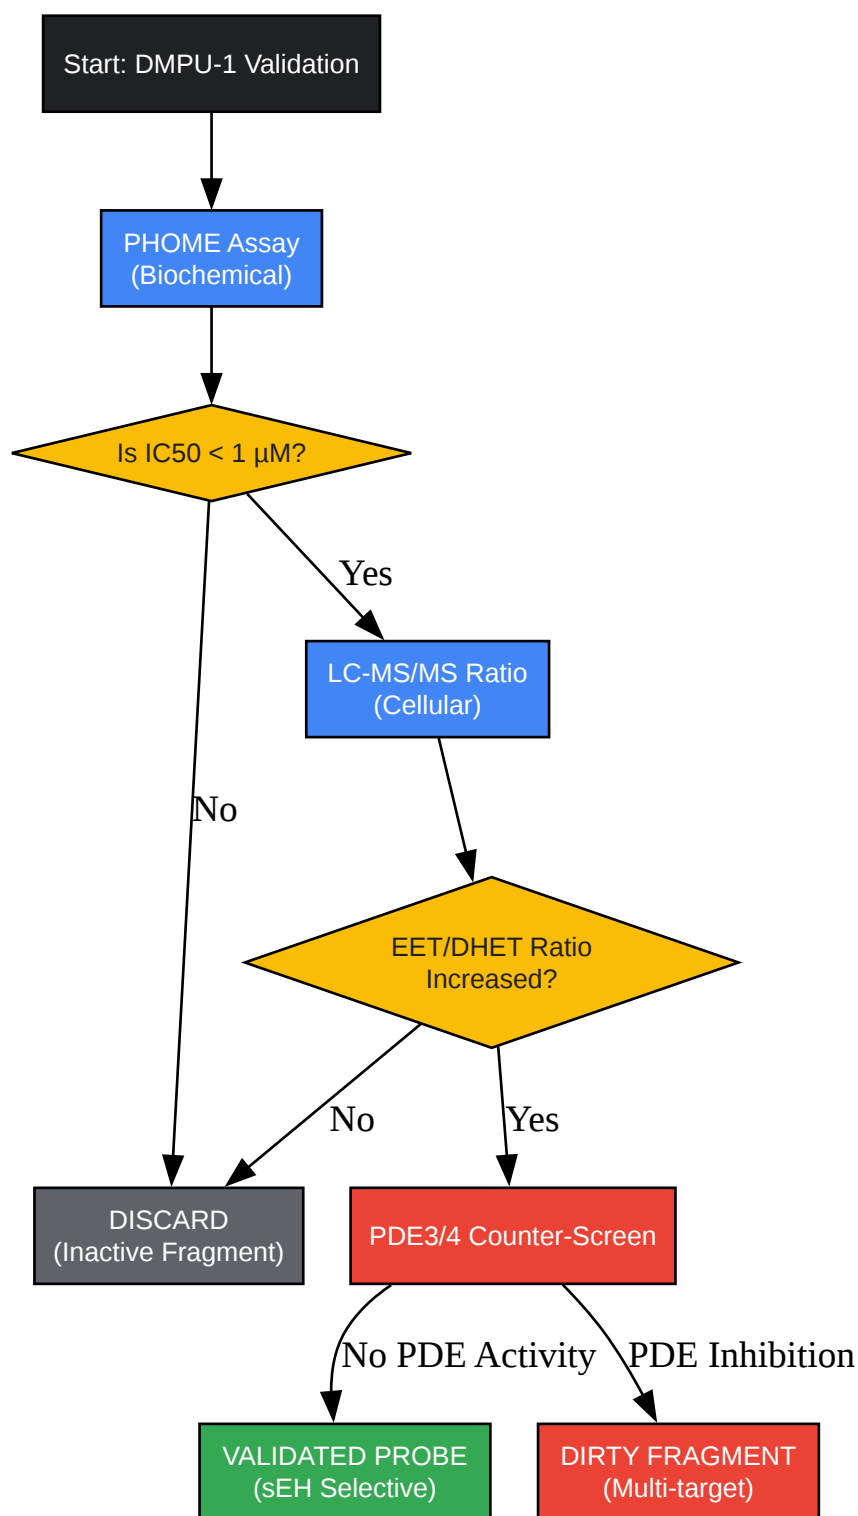 Start: DMPU-1 Validation
PHOME Assay
(Biochemical)
Is IC50 < 1 µM?
Yes
LC-MS/MS Ratio
(Cellular)
No
EET/DHET Ratio
Increased?
No
Yes
DISCARD
(Inactive Fragment)
PDE3/4 Counter-Screen
No PDE Activity
PDE Inhibition
VALIDATED PROBE
(sEH Selective)
DIRTY FRAGMENT
(Multi-target)